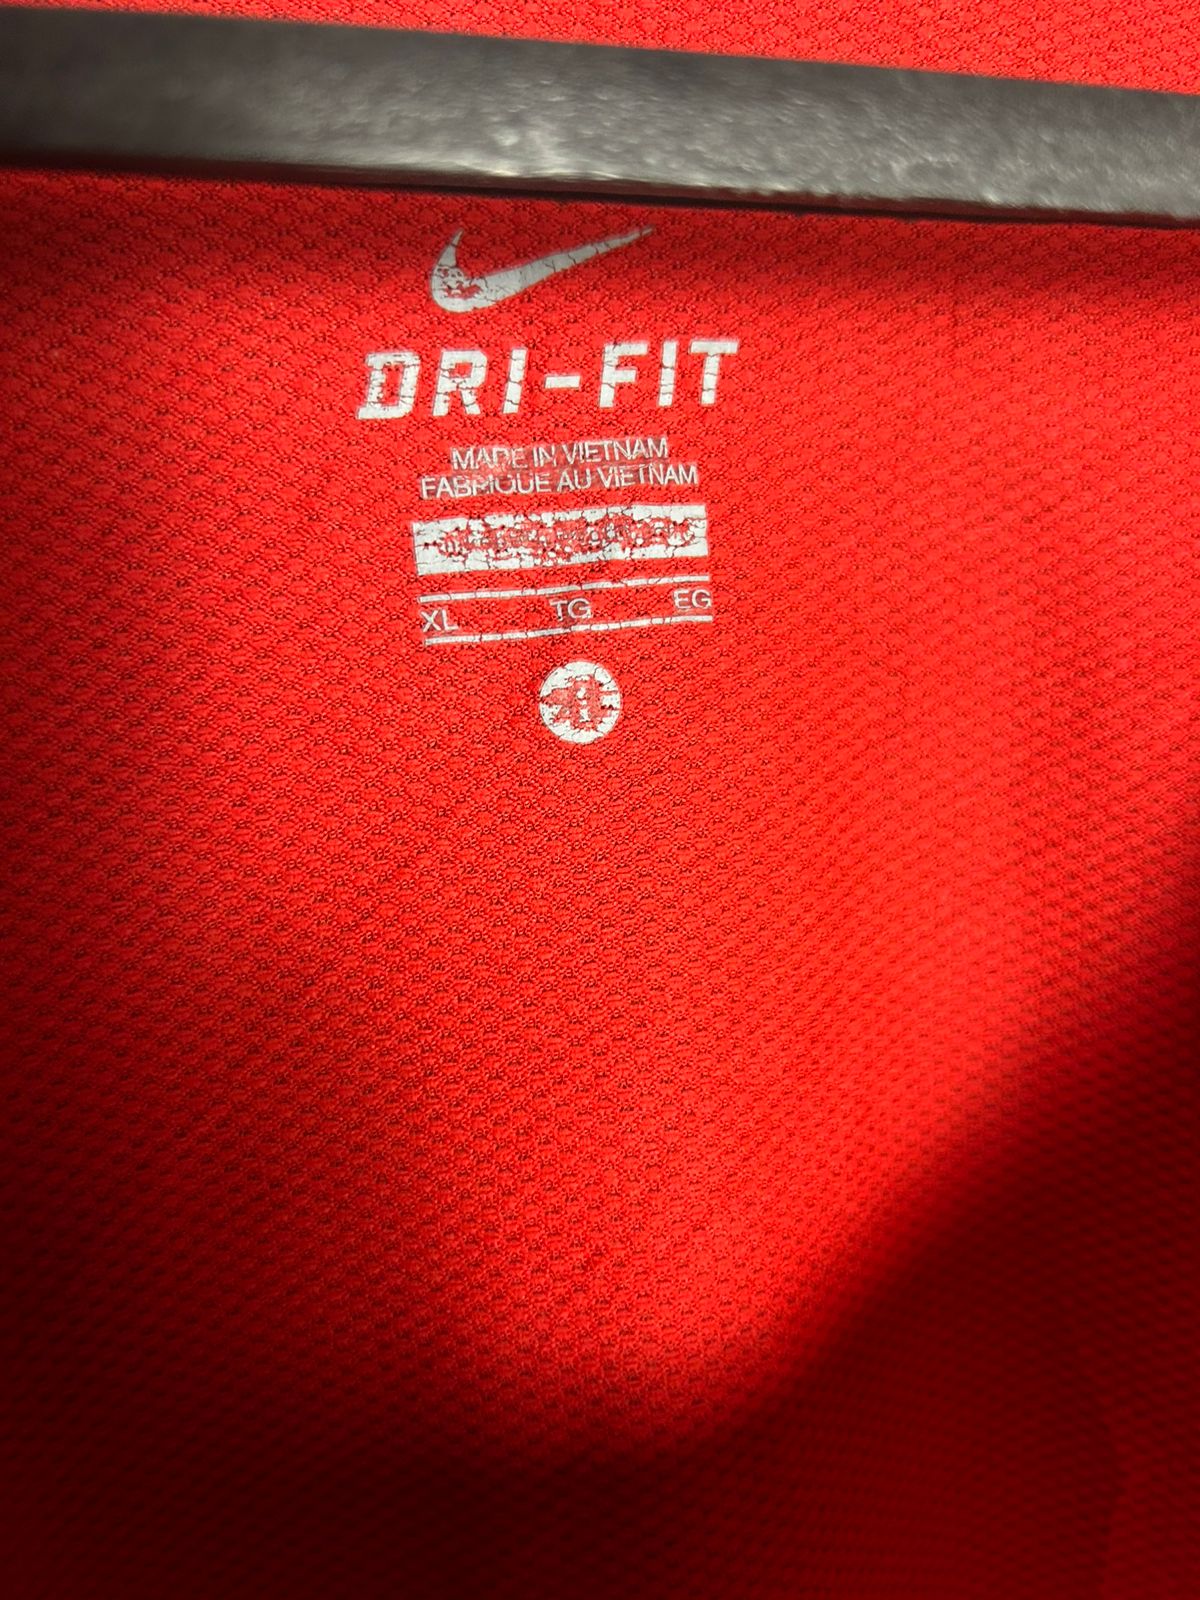 DRI-FIT
MADE IN VIETNAM
FABRIQUE AU VIETNAM
XL TG EG